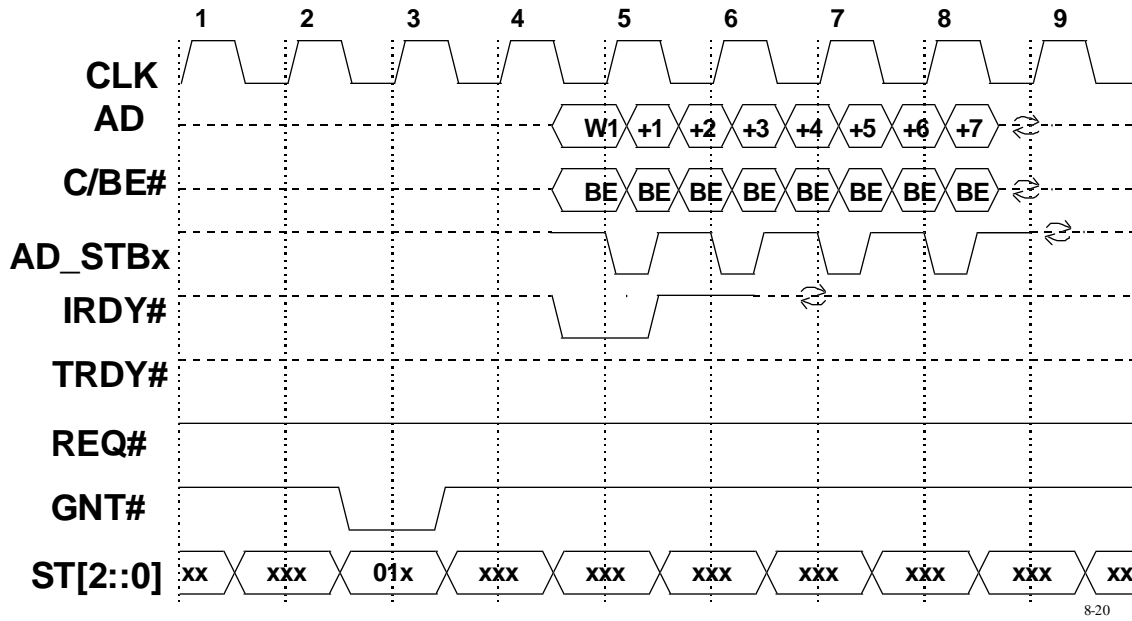 1 2 3 4 5 6 7 8 9
CLK
AD W1 +1 +2 +3 +4 +5 +6 +7
C/BE# BE BE BE BE BE BE BE BE
AD_STBx
IRDY#
TRDY#
REQ#
GNT#
ST[2::0] xx xxx 01x xxx xxx xxx xxx xxx xxx xx
8-20